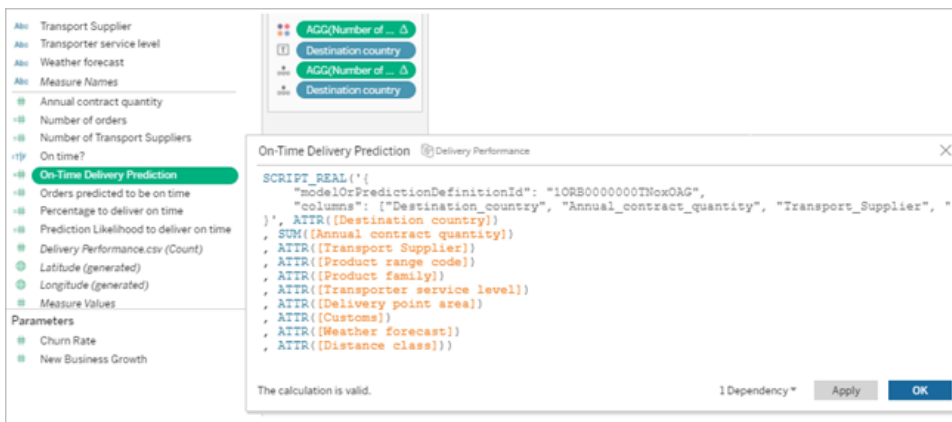 Abc Transport Supplier
Abc Transporter service level
Abc Weather forecast
Abc Measure Names
# Annual contract quantity
=# Number of orders
=# Number of Transport Suppliers
=T|F On time?
=# On-Time Delivery Prediction
=# Orders predicted to be on time
=# Percentage to deliver on time
=# Prediction Likelihood to deliver on time
# Delivery Performance.csv (Count)
Latitude (generated)
Longitude (generated)
# Measure Values
Parameters
# Churn Rate
# New Business Growth
AGG(Number of ... Δ
T Destination country
AGG(Number of ... Δ
Destination country
On-Time Delivery Prediction Delivery Performance
SCRIPT_REAL('{
"modelOrPredictionDefinitionId": "1ORB0000000TNoxOAG",
"columns": ["Destination_country", "Annual_contract_quantity", "Transport_Supplier", "
}', ATTR([Destination country])
, SUM([Annual contract quantity])
, ATTR([Transport Supplier])
, ATTR([Product range code])
, ATTR([Product family])
, ATTR([Transporter service level])
, ATTR([Delivery point area])
, ATTR([Customs])
, ATTR([Weather forecast])
, ATTR([Distance class]))
The calculation is valid.
1 Dependency
Apply
OK